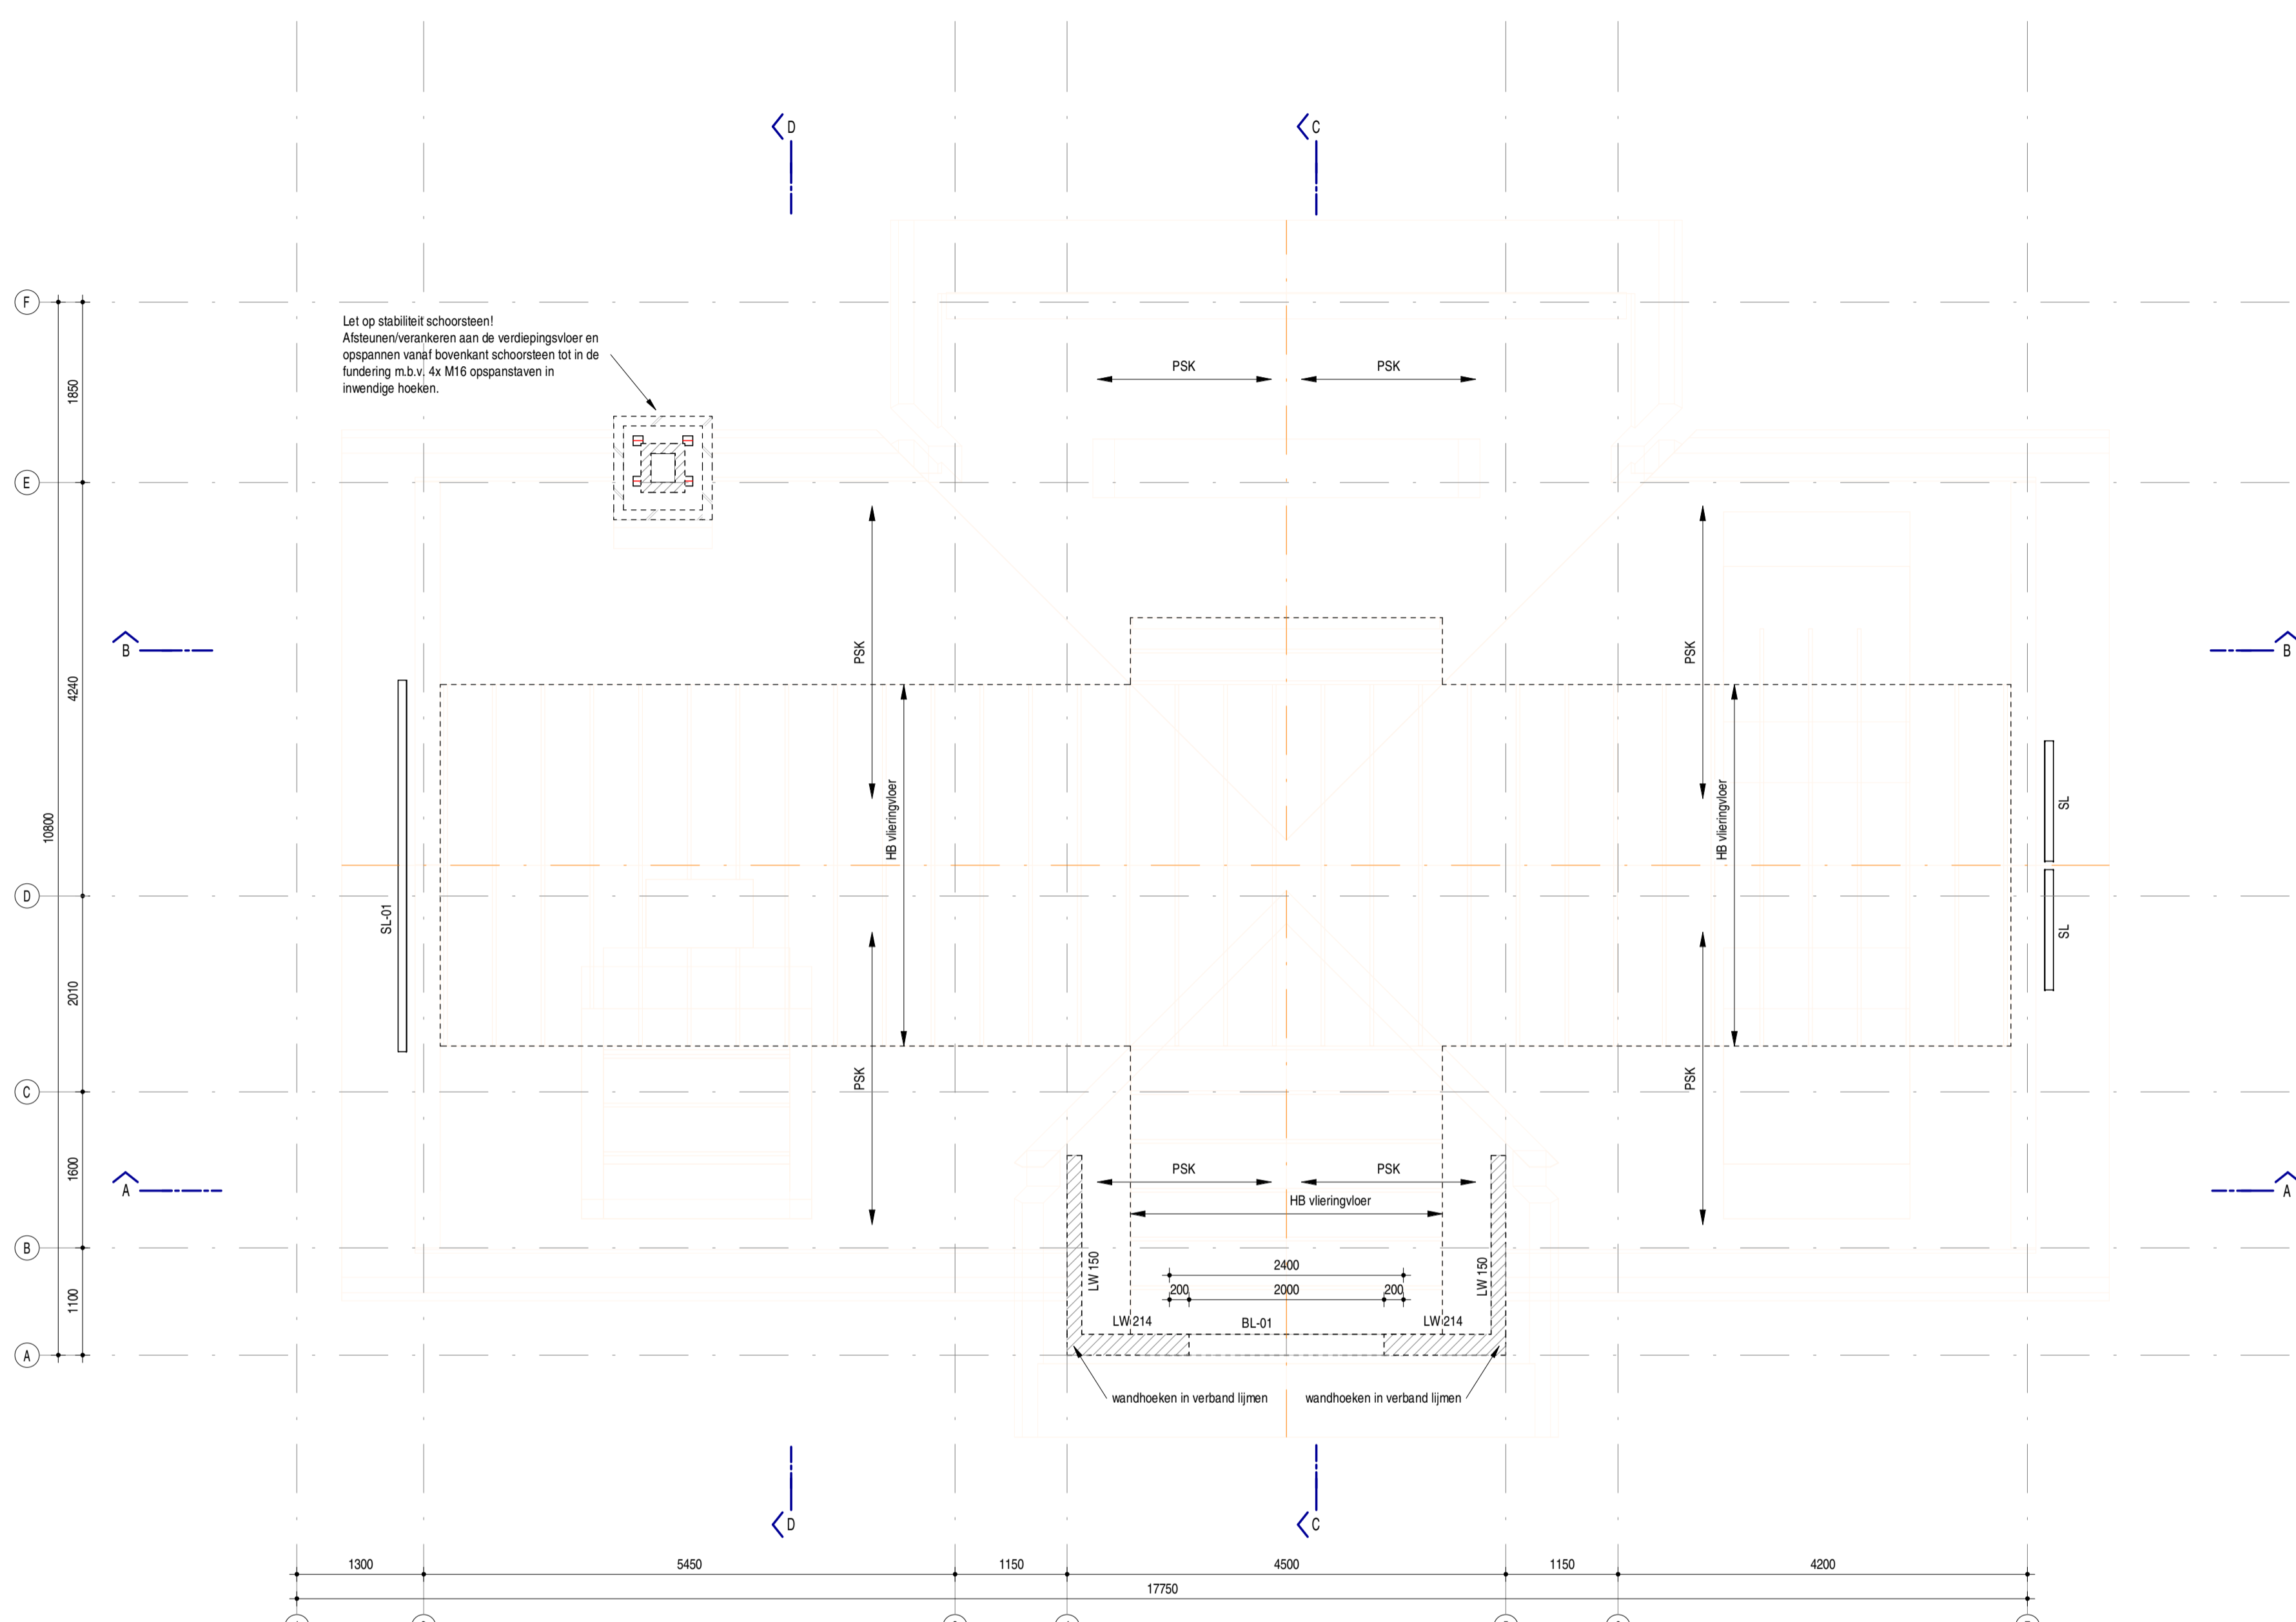 D
C
F
Let op stabiliteit schoorsteen!
Afsteunen/verankeren aan de verdiepingsvloer en
opspannen vanaf bovenkant schoorsteen tot in de
fundering m.b.v. 4x M16 opspanstaven in
inwendige hoeken.
PSK
PSK
1850
E
B
PSK
PSK
B
4240
HB vlieringvloer
HB vlieringvloer
SL
10800
D
SL-01
SL
2010
C
PSK
PSK
1600
A
PSK
PSK
A
HB vlieringvloer
B
LW 150
LW 150
2400
200
2000
200
1100
LW 214
BL-01
LW 214
A
wandhoeken in verband lijmen
wandhoeken in verband lijmen
D
C
1300
5450
1150
4500
1150
4200
17750